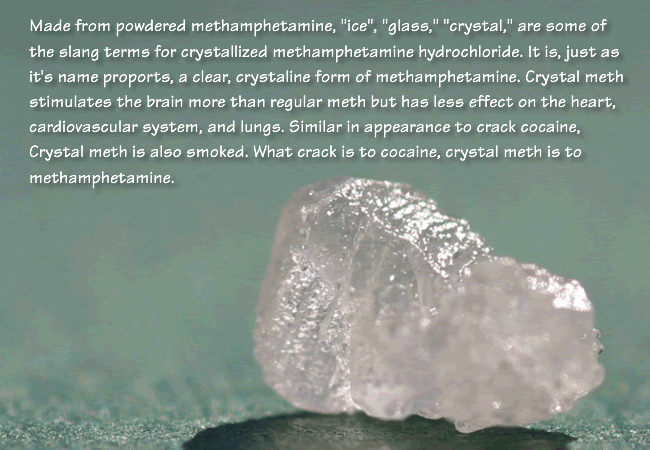 Made from powdered methamphetamine, "ice", "glass," "crystal," are some of
the slang terms for crystallized methamphetamine hydrochloride. It is, just as
it's name proports, a clear, crystaline form of methamphetamine. Crystal meth
stimulates the brain more than regular meth but has less effect on the heart,
cardiovascular system, and lungs. Similar in appearance to crack cocaine,
Crystal meth is also smoked. What crack is to cocaine, crystal meth is to
methamphetamine.